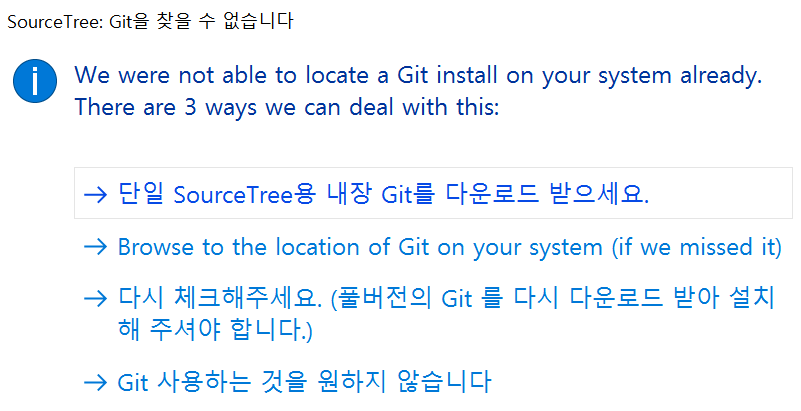 SourceTree: Git을 찾을 수 없습니다
We were not able to locate a Git install on your system already.
There are 3 ways we can deal with this:
→ 단일 SourceTree용 내장 Git를 다운로드 받으세요.
→ Browse to the location of Git on your system (if we missed it)
→ 다시 체크해주세요. (풀버전의 Git 를 다시 다운로드 받아 설치
해 주셔야 합니다.)
→ Git 사용하는 것을 원하지 않습니다